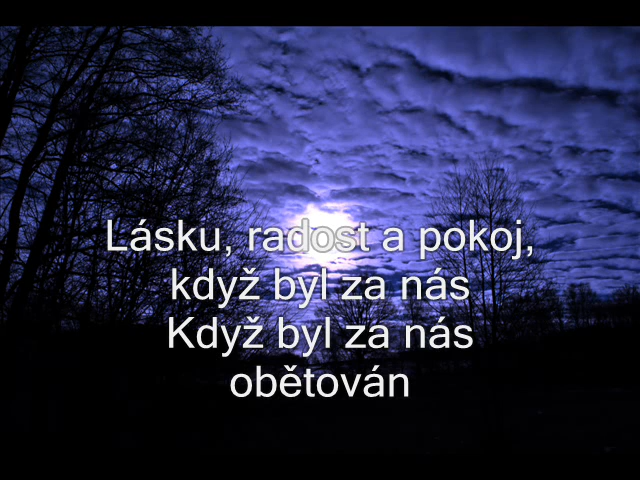 Lásku, radost a pokoj,
když byl za nás
Když byl za nás
obětován